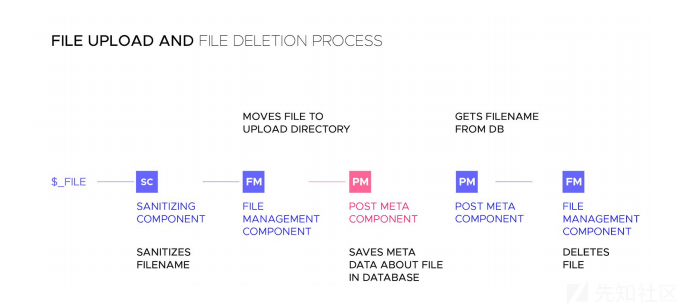 FILE UPLOAD AND FILE DELETION PROCESS
MOVES FILE TO
UPLOAD DIRECTORY
GETS FILENAME
FROM DB
$_FILE
SC
FM
PM
PM
FM
SANITIZING
COMPONENT
FILE
MANAGEMENT
COMPONENT
POST META
COMPONENT
POST META
COMPONENT
FILE
MANAGEMENT
COMPONENT
SANITIZES
FILENAME
SAVES META
DATA ABOUT FILE
IN DATABASE
DELETES
FILE
先知社区